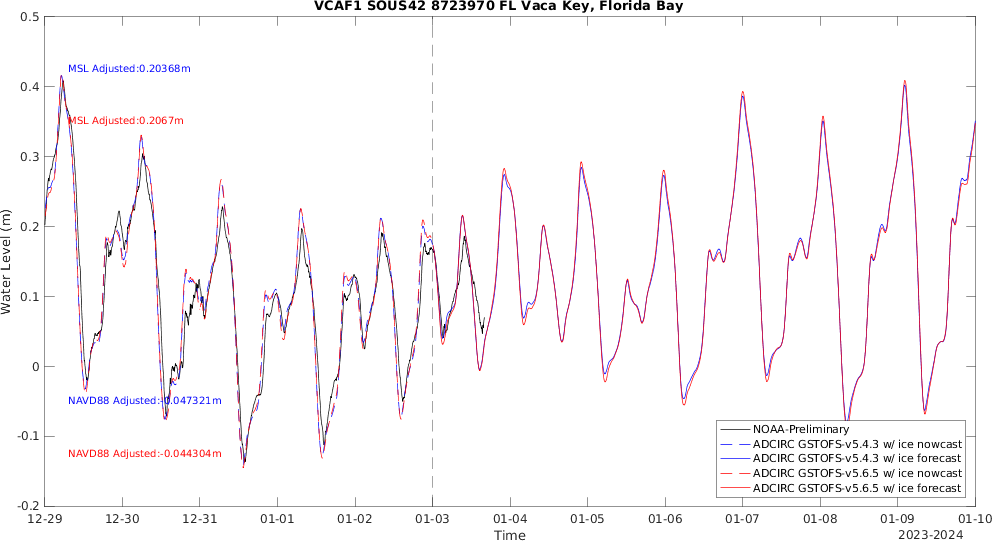 VCAF1 SOUS42 8723970 FL Vaca Key, Florida Bay
0.5
0.4
0.3
0.2
0.1
0
-0.1
-0.2
Water Level (m)
MSL Adjusted:0.20368m
MSL Adjusted:0.2067m
NAVD88 Adjusted:-0.047321m
NAVD88 Adjusted:-0.044304m
NOAA-Preliminary
ADCIRC GSTOFS-v5.4.3 w/ ice nowcast
ADCIRC GSTOFS-v5.4.3 w/ ice forecast
ADCIRC GSTOFS-v5.6.5 w/ ice nowcast
ADCIRC GSTOFS-v5.6.5 w/ ice forecast
12-29 12-30 12-31 01-01 01-02 01-03 01-04 01-05 01-06 01-07 01-08 01-09 01-10
Time
2023-2024